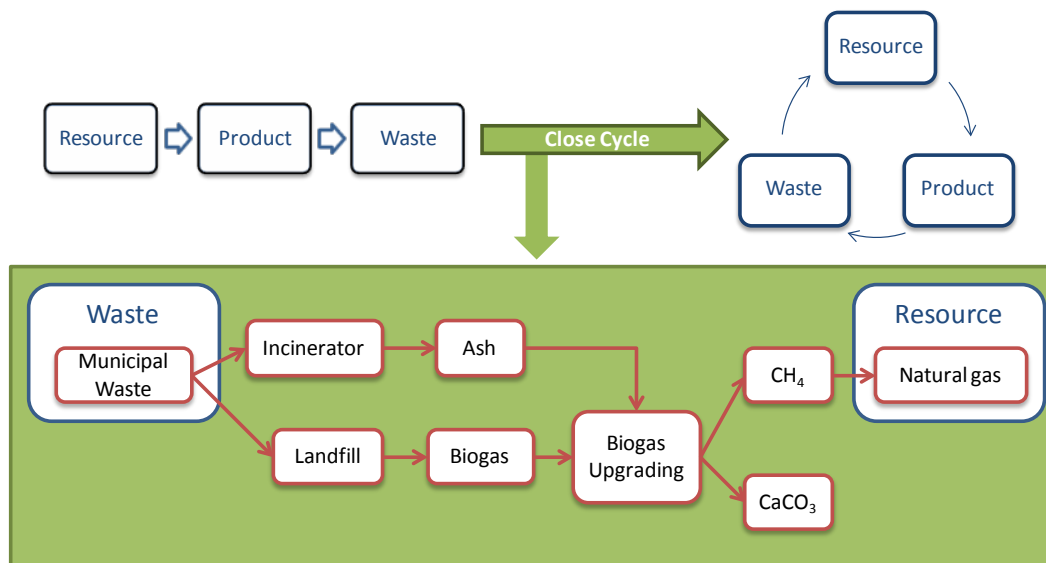 Resource
Resource
Product
Waste
Close Cycle
Waste
Product
Waste
Resource
Incinerator
Ash
Municipal
Waste
CH₄
Natural gas
Landfill
Biogas
Biogas
Upgrading
CaCO₃